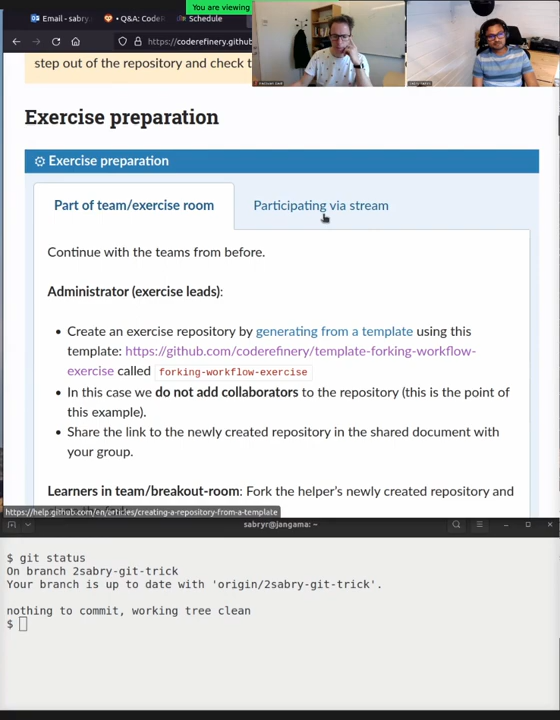 You are viewing
Email - sabry
• Q&A: CodeR
Schedule
https://coderefinery.github
step out of the repository and check t
Exercise preparation
Exercise preparation
Part of team/exercise room
Participating via stream
Continue with the teams from before.
Administrator (exercise leads):
• Create an exercise repository by generating from a template using this
template: https://github.com/coderefinery/template-forking-workflow-
exercise called forking-workflow-exercise
• In this case we do not add collaborators to the repository (this is the point of
this example).
• Share the link to the newly created repository in the shared document with
your group.
Learners in team/breakout-room: Fork the helper's newly created repository and
https://help.github.com/en/articles/creating-a-repository-from-a-template
sabryr@jangama: ~
$ git status
On branch 2sabry-git-trick
Your branch is up to date with 'origin/2sabry-git-trick'.
nothing to commit, working tree clean
$